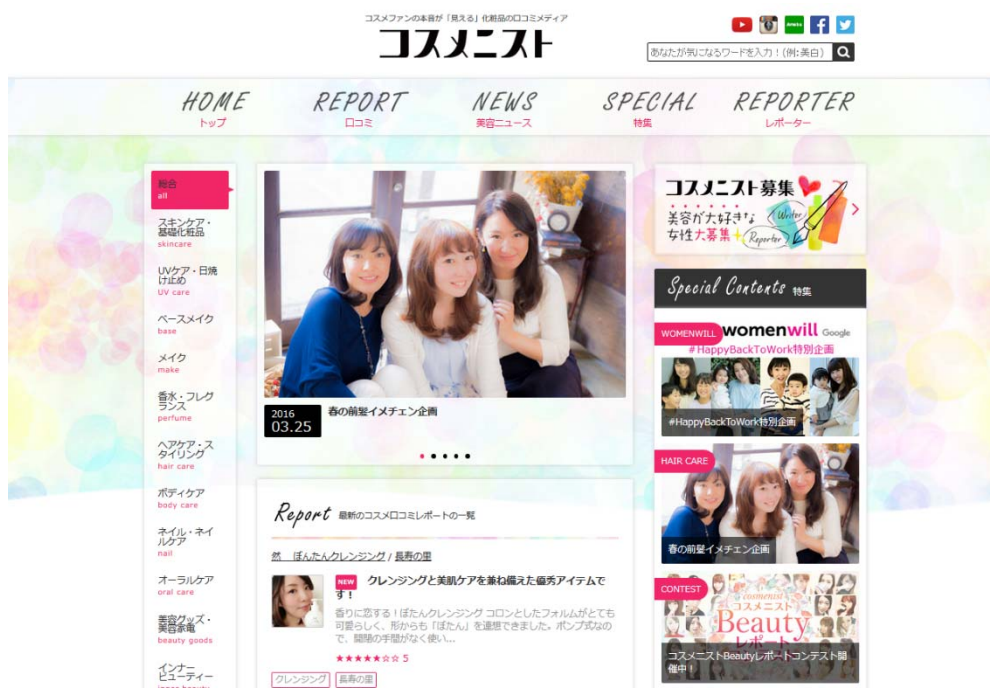 コスメファンの本音が「見える」化粧品の口コミメディア
コスメニスト
あなたが気になるワードを入力！(例:美白)
HOME
トップ
REPORT
口コミ
NEWS
美容ニュース
SPECIAL
特集
REPORTER
レポーター
総合
all
スキンケア・
基礎化粧品
skincare
UVケア・日焼
け止め
UV care
ベースメイク
base
メイク
make
香水・フレグ
ランス
perfume
ヘアケア・ス
タイリング
hair care
ボディケア
body care
ネイル・ネイ
ルケア
nail
オーラルケア
oral care
美容グッズ・
美容家電
beauty goods
インナー
ビューティー
inner beauty
2016
03.25
春の前髪イメチェン企画
Report 最新のコスメ口コミレポートの一覧
然 ぼんたんクレンジング / 長寿の里
NEW クレンジングと美肌ケアを兼ね備えた優秀アイテムで
す！
香りに恋する！ぼたんクレンジング コロンとしたフォルムがとても
可愛らしく、形からも「ぼたん」を連想できました。ポンプ式なの
で、開閉の手間がなく使い...
★★★★★☆☆ 5
クレンジング 長寿の里
コスメニスト募集
美容が大好きな
女性大募集
Writer
Reporter
Special Contents 特集
WOMENWILL
womenwill Google
#HappyBackToWork特別企画
#HappyBackToWork特別企画
HAIR CARE
春の前髪イメチェン企画
CONTEST
cosmenist
コスメニスト
Beauty
レポート
コスメニストBeautyレポートコンテスト開
催中！